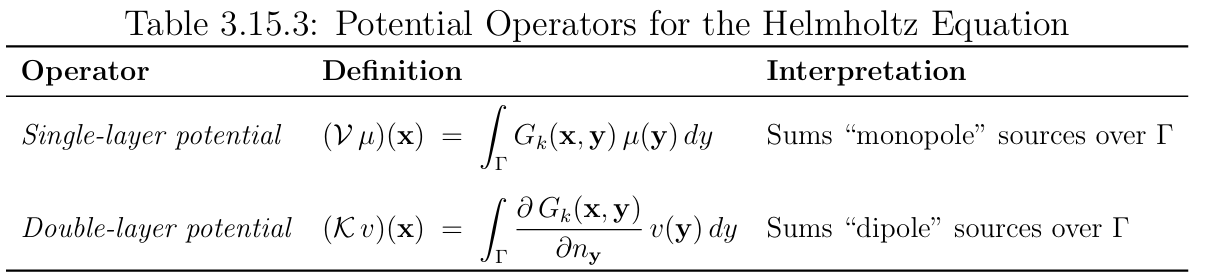 Table 3.15.3: Potential Operators for the Helmholtz Equation
Operator Definition Interpretation
Single-layer potential (𝒱 μ)(𝐱) = ∫_Γ G_k(𝐱, 𝐲) μ(𝐲) dy Sums “monopole” sources over Γ
Double-layer potential (𝒦 v)(𝐱) = ∫_Γ ∂ G_k(𝐱, 𝐲)/∂n_𝐲 v(𝐲) dy Sums “dipole” sources over Γ